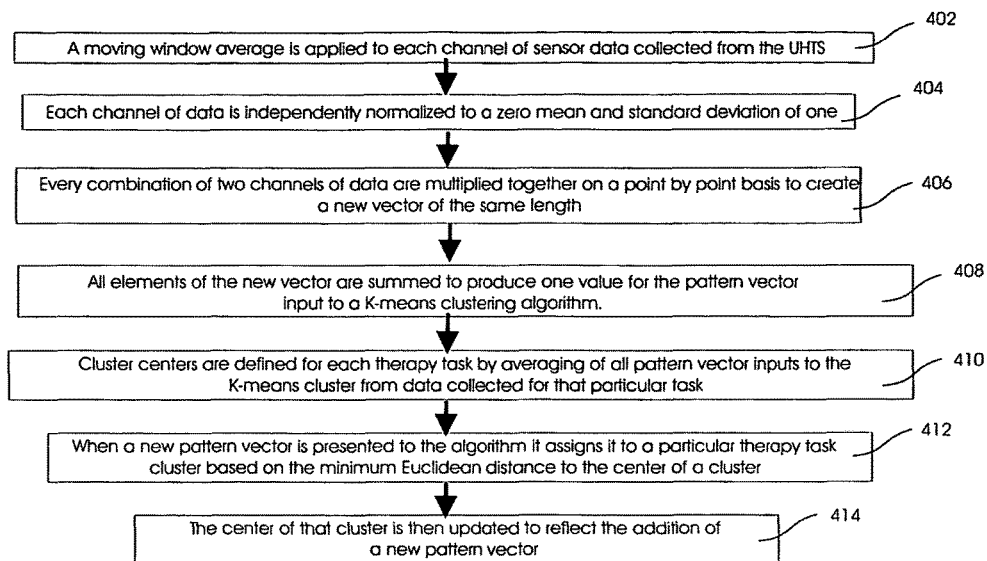 402
A moving window average is applied to each channel of sensor data collected from the UHTS
404
Each channel of data is independently normalized to a zero mean and standard deviation of one
Every combination of two channels of data are multiplied together on a point by point basis to create
a new vector of the same length
406
All elements of the new vector are summed to produce one value for the pattern vector
input to a K-means clustering algorithm.
408
Cluster centers are defined for each therapy task by averaging of all pattern vector inputs to the
K-means cluster from data collected for that particular task
410
When a new pattern vector is presented to the algorithm it assigns it to a particular therapy task
cluster based on the minimum Euclidean distance to the center of a cluster
412
The center of that cluster is then updated to reflect the addition of
a new pattern vector
414